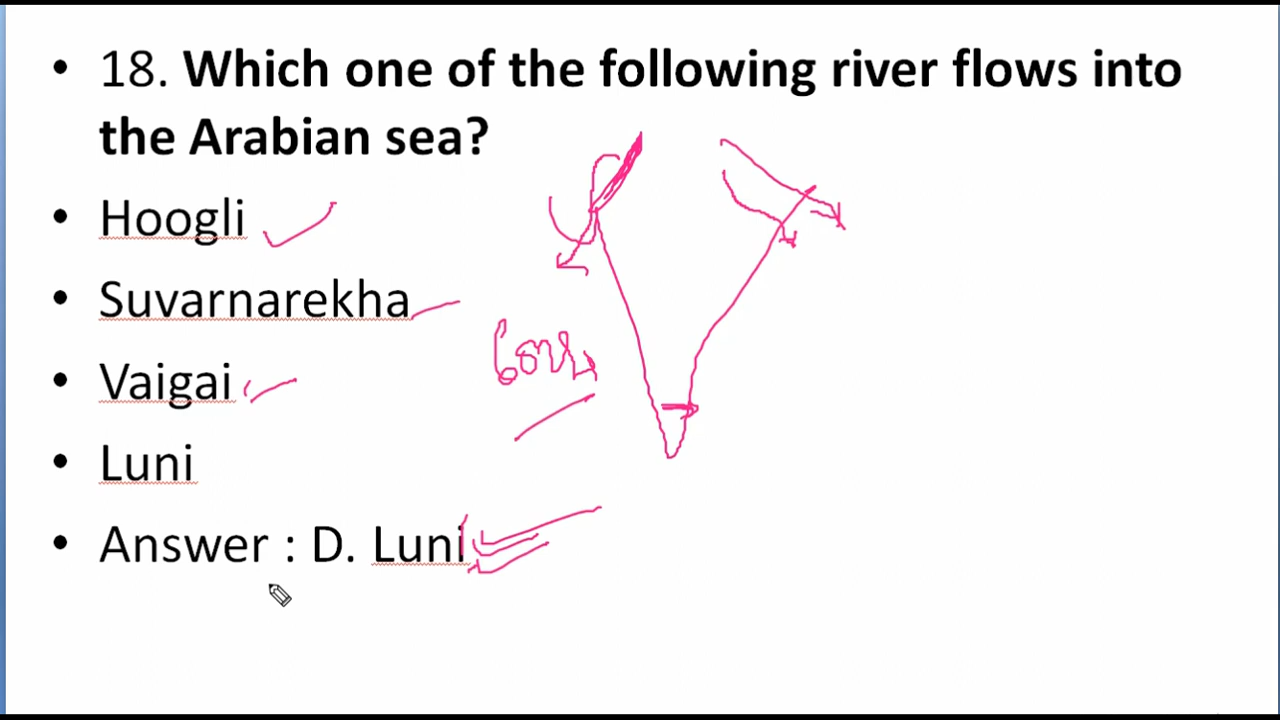 • 18. Which one of the following river flows into
the Arabian sea?
• Hoogli
• Suvarnarekha
• Vaigai
• Luni
• Answer : D. Luni